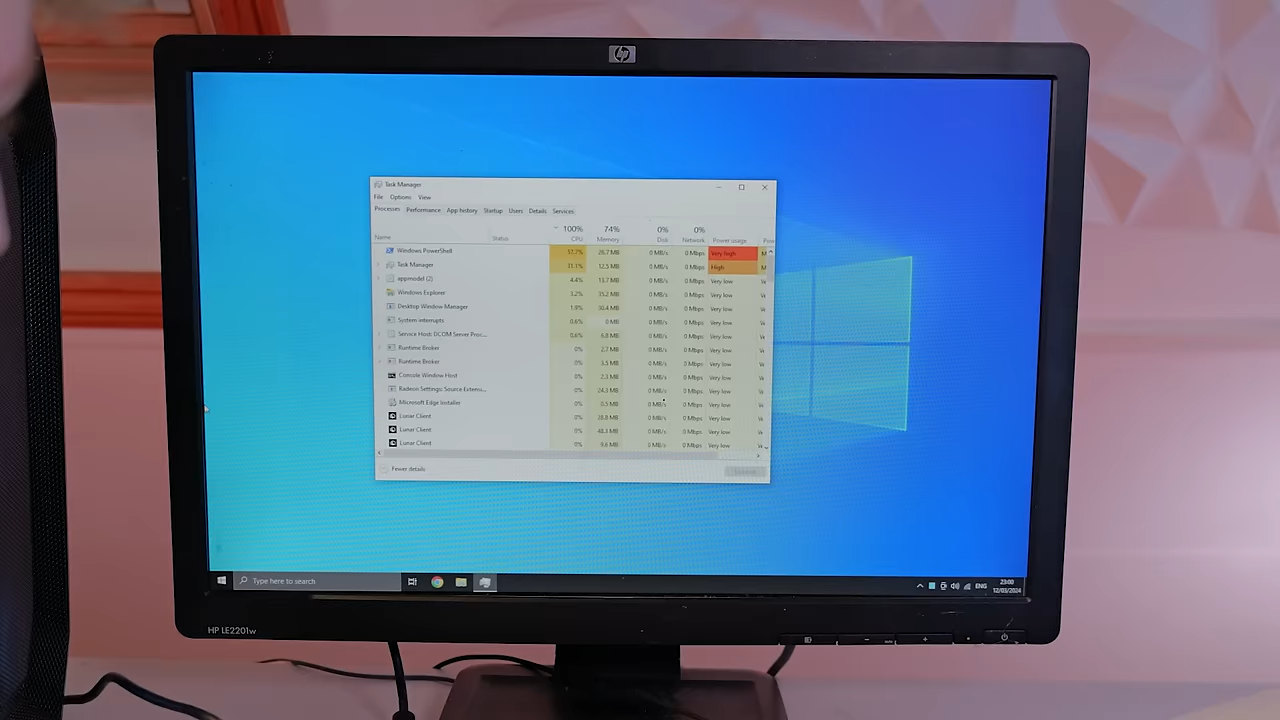 hp
Task Manager
File Options View
Processes Performance App history Startup Users Details Services
100% 74% 0% 0%
Name Status CPU Memory Disk Network Power usage Pow
Windows PowerShell 57.7% 28.7 MB 0 MB/s 0 Mbps Very high
Task Manager 31.1% 12.5 MB 0 MB/s 0 Mbps High
appmodel (2) 4.4% 13.7 MB 0 MB/s 0 Mbps Very low
Windows Explorer 3.2% 35.2 MB 0 MB/s 0 Mbps Very low
Desktop Window Manager 1.9% 30.4 MB 0 MB/s 0 Mbps Very low
System interrupts 0.6% 0 MB 0 MB/s 0 Mbps Very low
Service Host: DCOM Server Proc... 0.6% 6.8 MB 0 MB/s 0 Mbps Very low
Runtime Broker 0% 2.7 MB 0 MB/s 0 Mbps Very low
Runtime Broker 0% 3.5 MB 0 MB/s 0 Mbps Very low
Console Window Host 0% 2.3 MB 0 MB/s 0 Mbps Very low
Radeon Settings: Source Extens... 0% 24.3 MB 0 MB/s 0 Mbps Very low
Microsoft Edge Installer 0% 0.5 MB 0 MB/s 0 Mbps Very low
Lunar Client 0% 28.8 MB 0 MB/s 0 Mbps Very low
Lunar Client 0% 48.3 MB 0 MB/s 0 Mbps Very low
Lunar Client 0% 9.6 MB 0 MB/s 0 Mbps Very low
Fewer details
Type here to search
ENG
23:00
12/03/2024
HP LE2201w